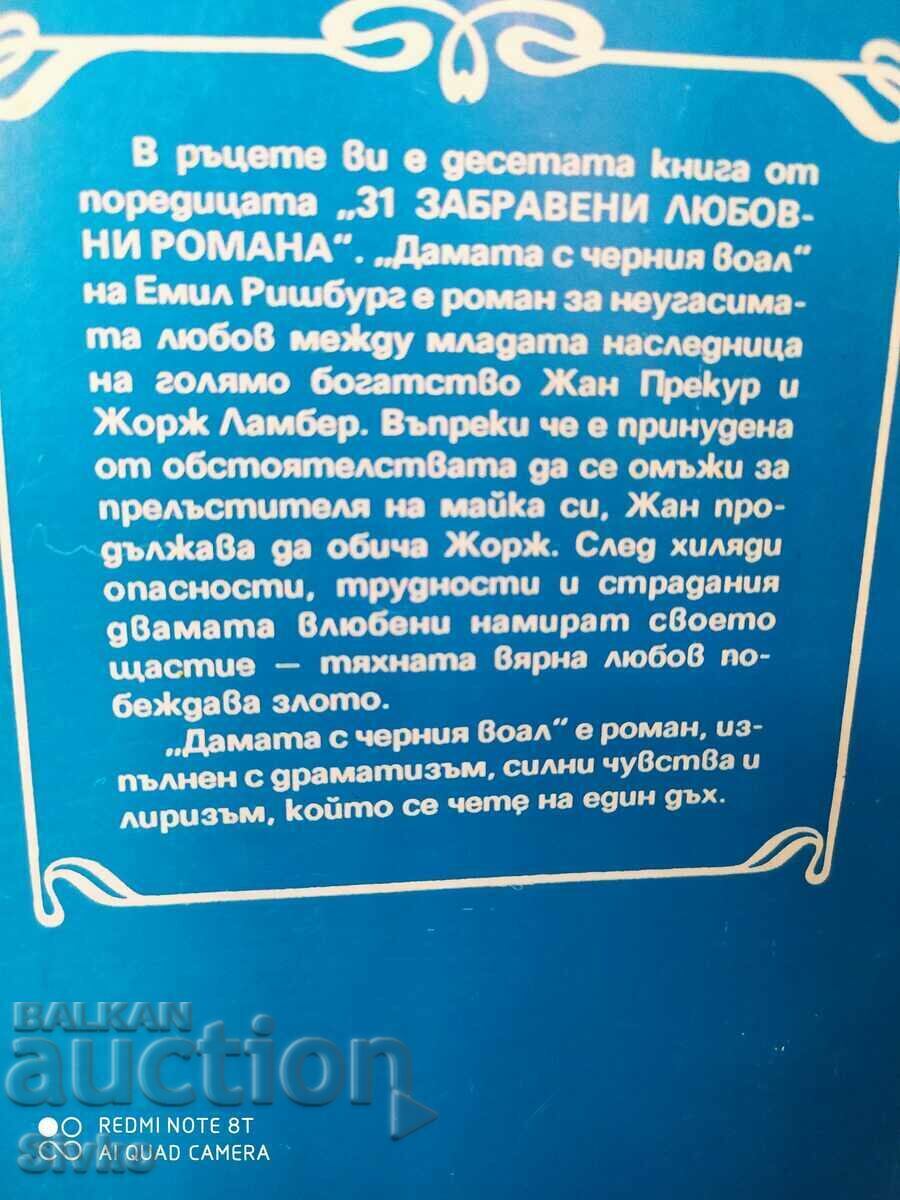 В ръцете ви е десетата книга от
поредицата „31 ЗАБРАВЕНИ ЛЮБОВ-
НИ РОМАНА“. „Дамата с черния воал“
на Емил Ришбург е роман за неугасима-
та любов между младата наследница
на голямо богатство Жан Прекур и
Жорж Ламбер. Въпреки че е принудена
от обстоятелствата да се омъжи за
прелъстителя на майка си, Жан про-
дължава да обича Жорж. След хиляди
опасности, трудности и страдания
двамата влюбени намират своето
щастие — тяхната вярна любов по-
беждава злото.
„Дамата с черния воал“ е роман, из-
пълнен с драматизъм, силни чувства и
лиризъм, който се чете на един дъх.
BALKAN
auction
REDMI NOTE 8T
AI QUAD CAMERA
Sivko